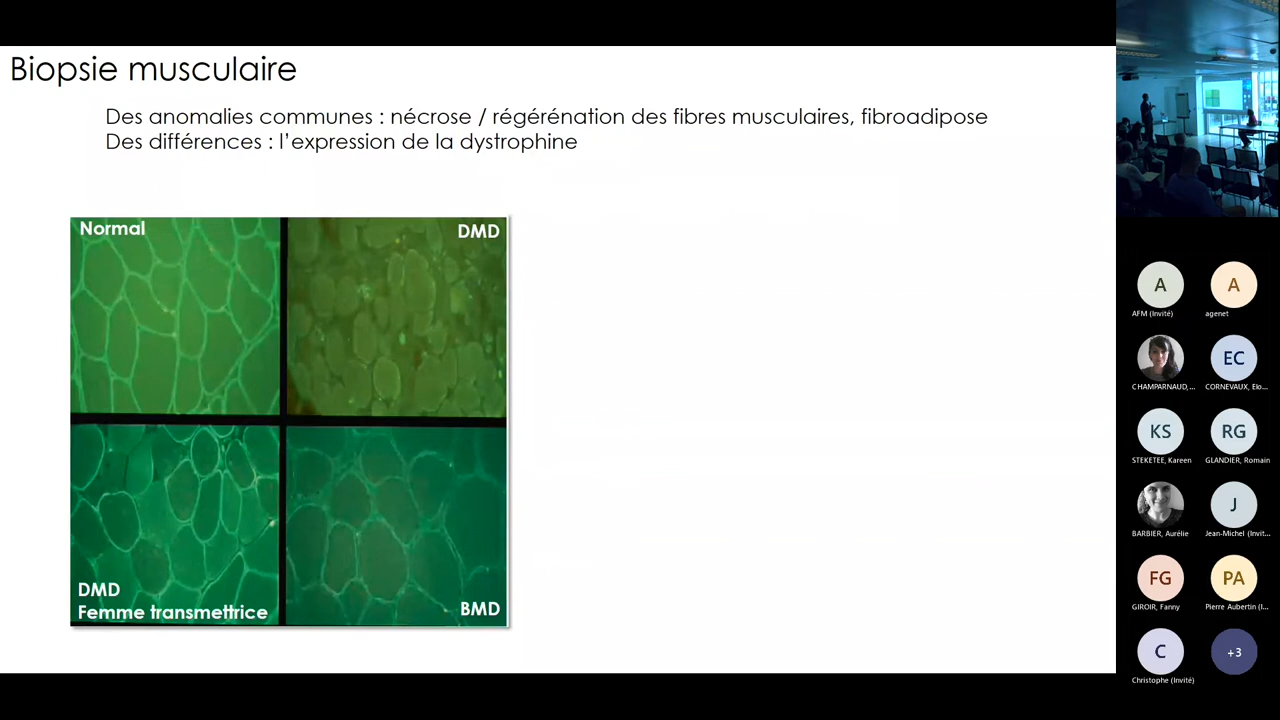 Biopsie musculaire
Des anomalies communes : nécrose / régérénation des fibres musculaires, fibroadipose
Des différences : l'expression de la dystrophine
Normal
DMD
DMD
Femme transmettrice
BMD
A
A
AFM (Invité)
agenet
EC
CHAMPARNAUD,...
CORNEVAUX, Elo...
KS
RG
STEKETEE, Kareen
GLANDIER, Romain
J
BARBIER, Aurélie
Jean-Michel (Invit...
FG
PA
GIROIR, Fanny
Pierre Aubertin (I...
C
+3
Christophe (Invité)